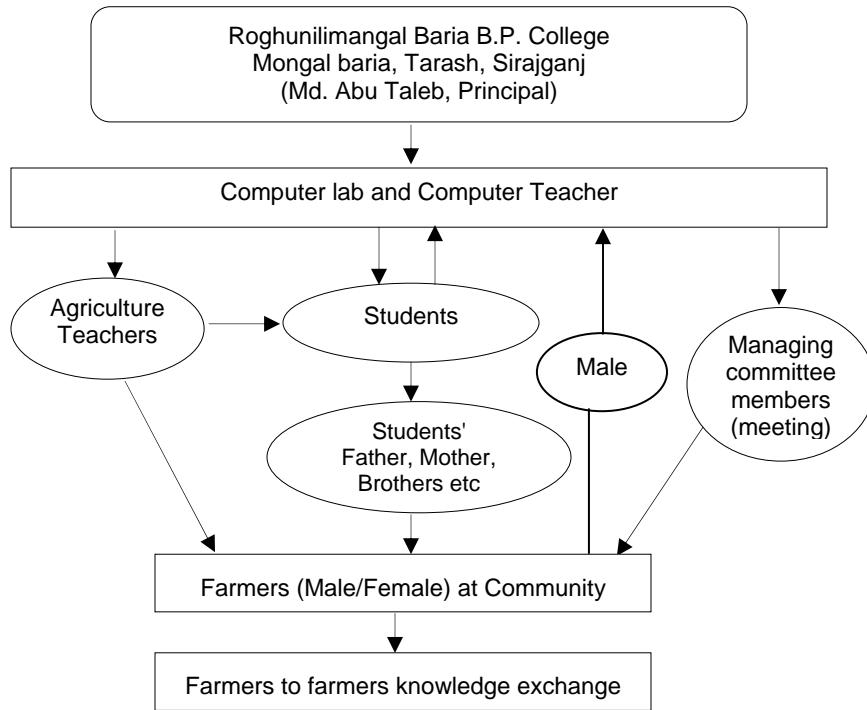 Roghunilimangal Baria B.P. College
Mongal baria, Tarash, Sirajganj
(Md. Abu Taleb, Principal)
Computer lab and Computer Teacher
Agriculture
Teachers
Students
Male
Managing
committee
members
(meeting)
Students'
Father, Mother,
Brothers etc
Farmers (Male/Female) at Community
Farmers to farmers knowledge exchange